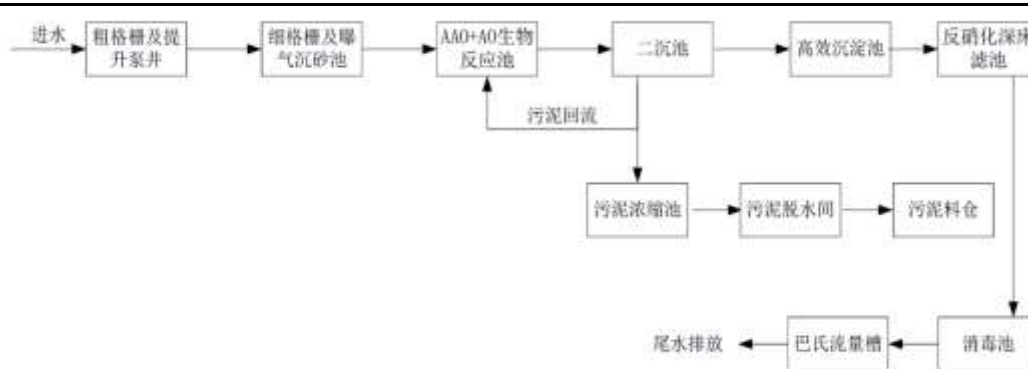 进水
粗格栅及提
升泵井
细格栅及曝
气沉砂池
AAO+AO生物
反应池
二沉池
高效沉淀池
反硝化深床
滤池
污泥回流
污泥浓缩池
污泥脱水间
污泥料仓
尾水排放
巴氏流量槽
消毒池